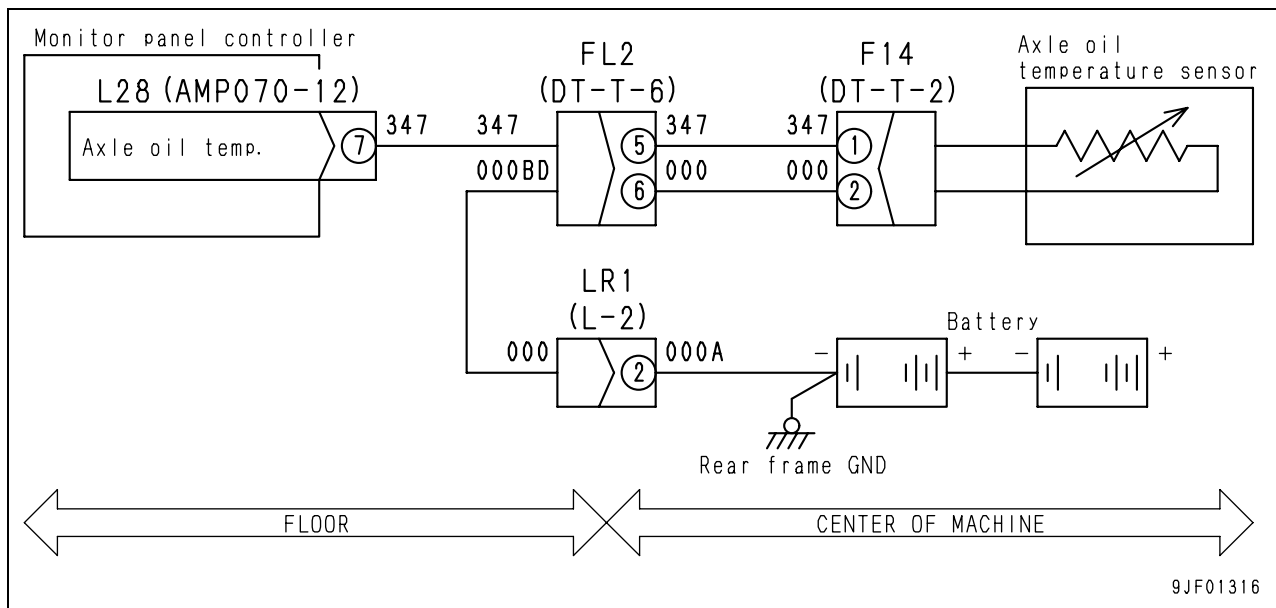 Monitor panel controller
L28 (AMP070-12)
Axle oil temp.
7
347
347
000BD
FL2
(DT-T-6)
5
6
347
000
347
000
F14
(DT-T-2)
1
2
Axle oil
temperature sensor
LR1
(L-2)
000
2
000A
Battery
- + - +
Rear frame GND
FLOOR
CENTER OF MACHINE
9JF01316